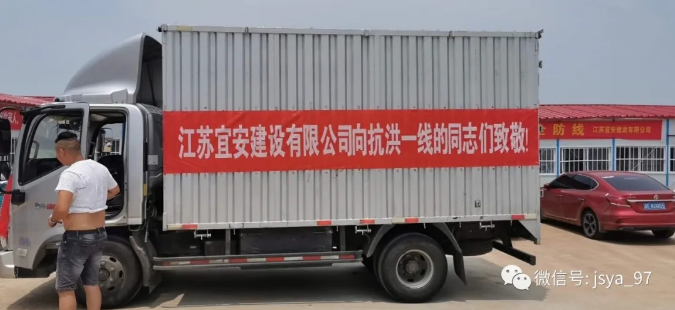 江苏宜安建设有限公司向抗洪一线的同志们致敬!
防线 江苏宜安建设有限公司
微信号: jsya_97